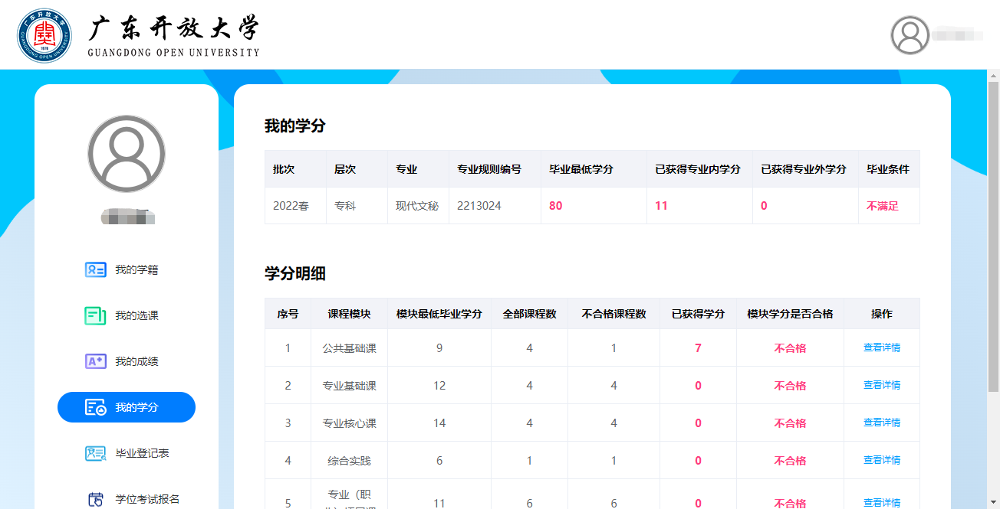 广东开放大学
GUANGDONG OPEN UNIVERSITY
我的学籍
我的选课
我的成绩
我的学分
毕业登记表
学位考试报名
我的学分
批次 层次 专业 专业规则编号 毕业最低学分 已获得专业内学分 已获得专业外学分 毕业条件
2022春 专科 现代文秘 2213024 80 11 0 不满足
学分明细
序号 课程模块 模块最低毕业学分 全部课程数 不合格课程数 已获得学分 模块学分是否合格 操作
1 公共基础课 9 4 1 7 不合格 查看详情
2 专业基础课 12 4 4 0 不合格 查看详情
3 专业核心课 14 4 4 0 不合格 查看详情
4 综合实践 6 1 1 0 不合格 查看详情
5 专业（职 11 6 6 0 不合格 查看详情